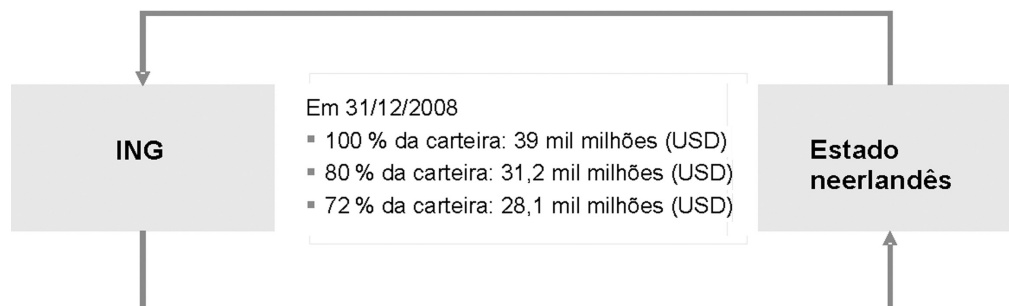 Em 31/12/2008
ING
▪ 100 % da carteira: 39 mil milhões (USD)
▪ 80 % da carteira: 31,2 mil milhões (USD)
▪ 72 % da carteira: 28,1 mil milhões (USD)
Estado
neerlandês